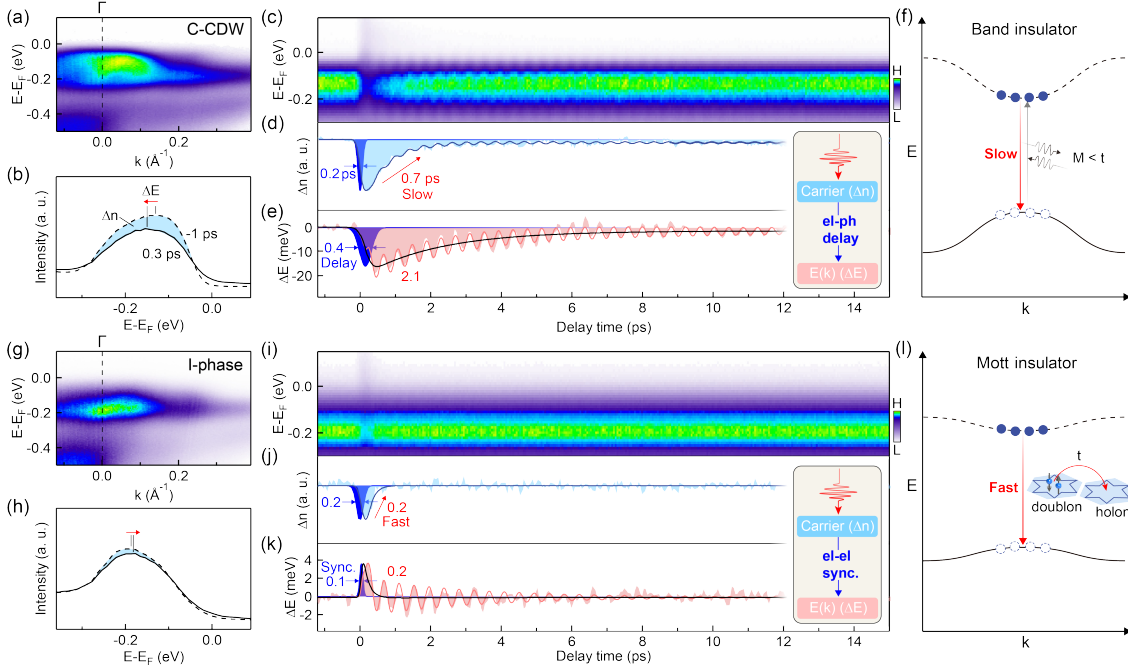 (a)
Γ
C-CDW
E-E_F (eV)
0.0
-0.2
-0.4
0.0
0.2
k (Å⁻¹)
(b)
Intensity (a. u.)
ΔE
Δn
-1 ps
0.3 ps
-0.2
0.0
E-E_F (eV)
(c)
E-E_F (eV)
0.0
-0.2
H
L
(d)
Δn (a. u.)
0.2 ps
0.7 ps
Slow
(e)
ΔE (meV)
0
-10
-20
0.4
Delay
2.1
0
2
4
6
8
10
12
14
Delay time (ps)
Carrier (Δn)
el-ph
delay
E(k) (ΔE)
(f)
Band insulator
E
Slow
M < t
k
(g)
Γ
I-phase
E-E_F (eV)
0.0
-0.2
-0.4
0.0
0.2
k (Å⁻¹)
(h)
Intensity (a. u.)
-0.2
0.0
E-E_F (eV)
(i)
E-E_F (eV)
0.0
-0.2
H
L
(j)
Δn (a. u.)
0.2
0.2
Fast
(k)
ΔE (meV)
4
2
0
-2
Sync.
0.1
0.2
0
2
4
6
8
10
12
14
Delay time (ps)
Carrier (Δn)
el-el
sync.
E(k) (ΔE)
(l)
Mott insulator
E
Fast
t
doublon
holon
k